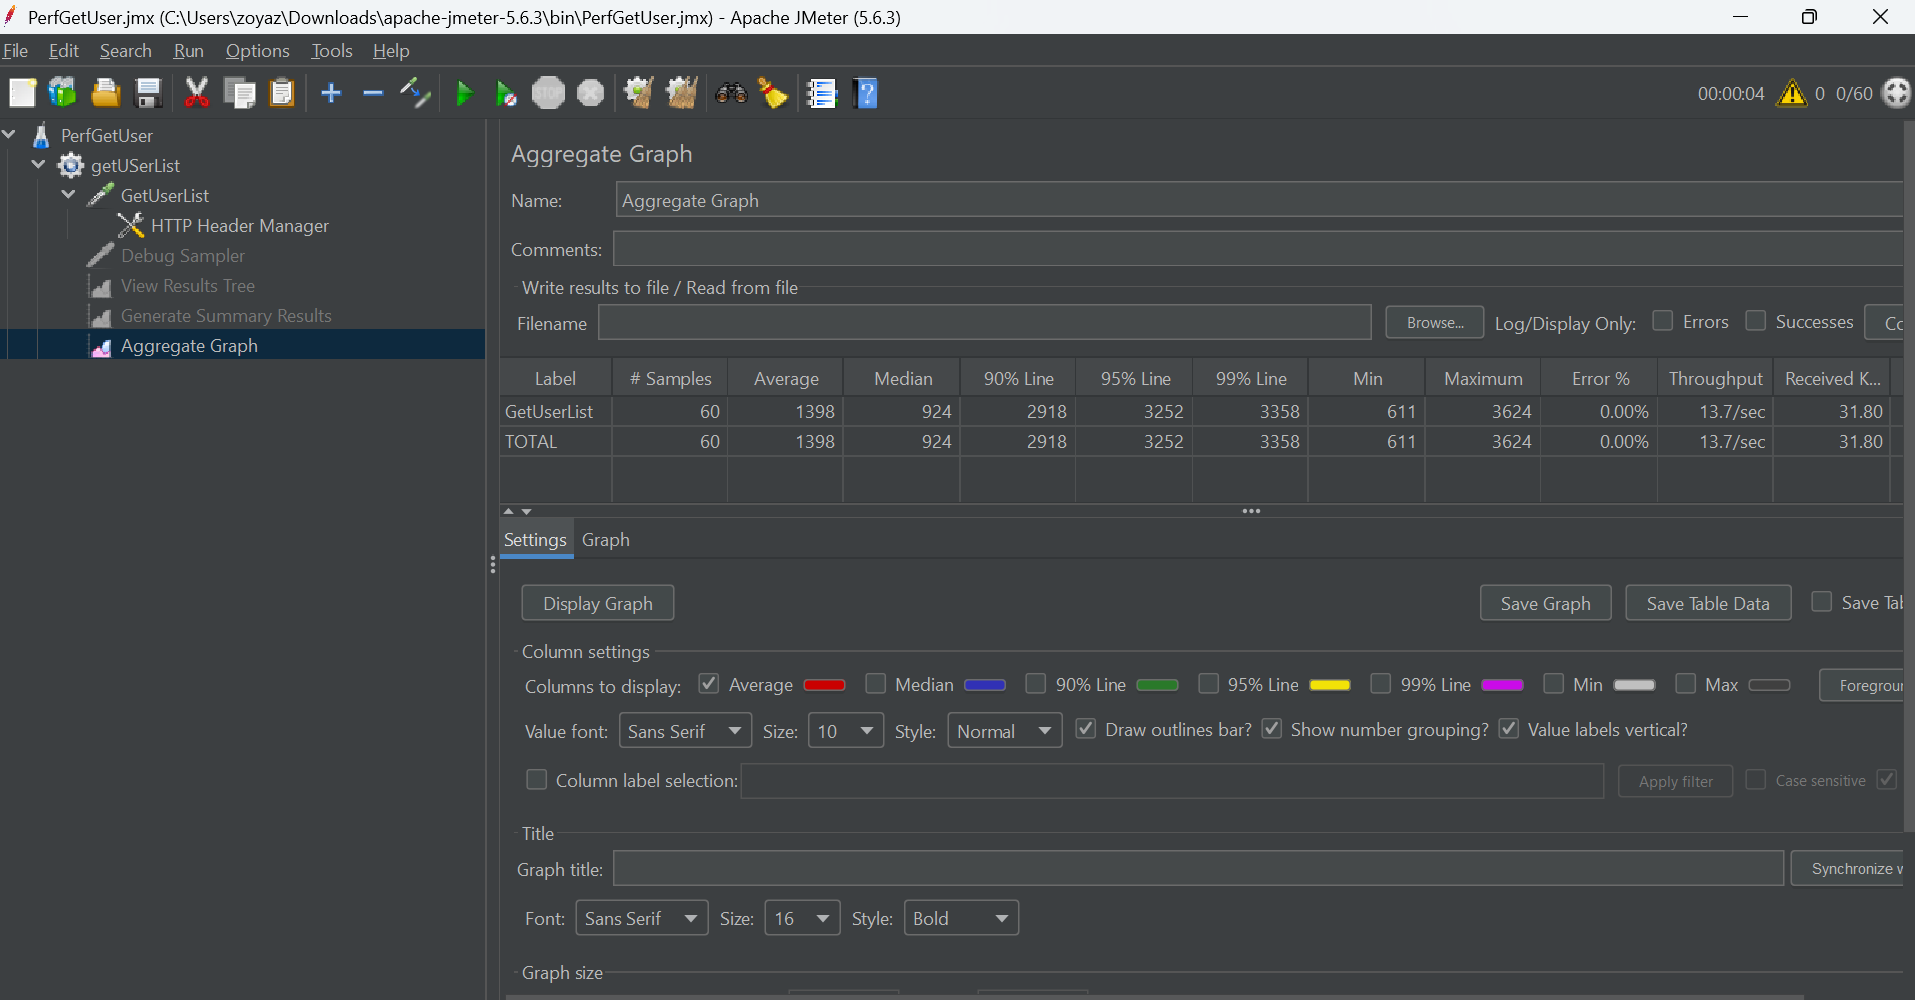 PerfGetUser.jmx (C:\Users\zoyaz\Downloads\apache-jmeter-5.6.3\bin\PerfGetUser.jmx) - Apache JMeter (5.6.3)
File Edit Search Run Options Tools Help
STOP 00:00:04 0 0/60
PerfGetUser
getUSerList
GetUserList
HTTP Header Manager
Debug Sampler
View Results Tree
Generate Summary Results
Aggregate Graph
Aggregate Graph
Name: Aggregate Graph
Comments:
Write results to file / Read from file
Filename Browse... Log/Display Only: Errors Successes Co
Label # Samples Average Median 90% Line 95% Line 99% Line Min Maximum Error % Throughput Received K...
GetUserList 60 1398 924 2918 3252 3358 611 3624 0.00% 13.7/sec 31.80
TOTAL 60 1398 924 2918 3252 3358 611 3624 0.00% 13.7/sec 31.80
Settings Graph
Display Graph Save Graph Save Table Data Save Tab
Column settings
Columns to display: Average Median 90% Line 95% Line 99% Line Min Max Foregrou
Value font: Sans Serif Size: 10 Style: Normal Draw outlines bar? Show number grouping? Value labels vertical?
Column label selection: Apply filter Case sensitive
Title
Graph title: Synchronize w
Font: Sans Serif Size: 16 Style: Bold
Graph size